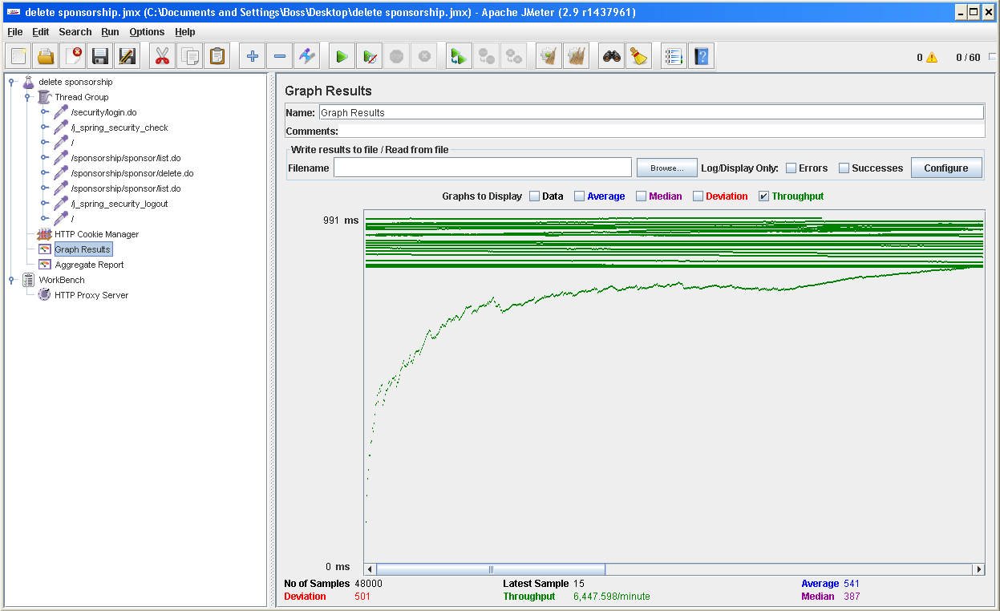 delete sponsorship.jmx (C:\Documents and Settings\Boss\Desktop\delete sponsorship.jmx) - Apache JMeter (2.9 r1437961)
File Edit Search Run Options Help
0 0 / 60
delete sponsorship
Thread Group
/security/login.do
/j_spring_security_check
/
/sponsorship/sponsor/list.do
/sponsorship/sponsor/delete.do
/sponsorship/sponsor/list.do
/j_spring_security_logout
/
HTTP Cookie Manager
Graph Results
Aggregate Report
WorkBench
HTTP Proxy Server
Graph Results
Name: Graph Results
Comments:
Write results to file / Read from file
Filename Browse... Log/Display Only: Errors Successes Configure
Graphs to Display Data Average Median Deviation Throughput
991 ms
0 ms
No of Samples 48000 Latest Sample 15 Average 541
Deviation 501 Throughput 6,447.598/minute Median 387